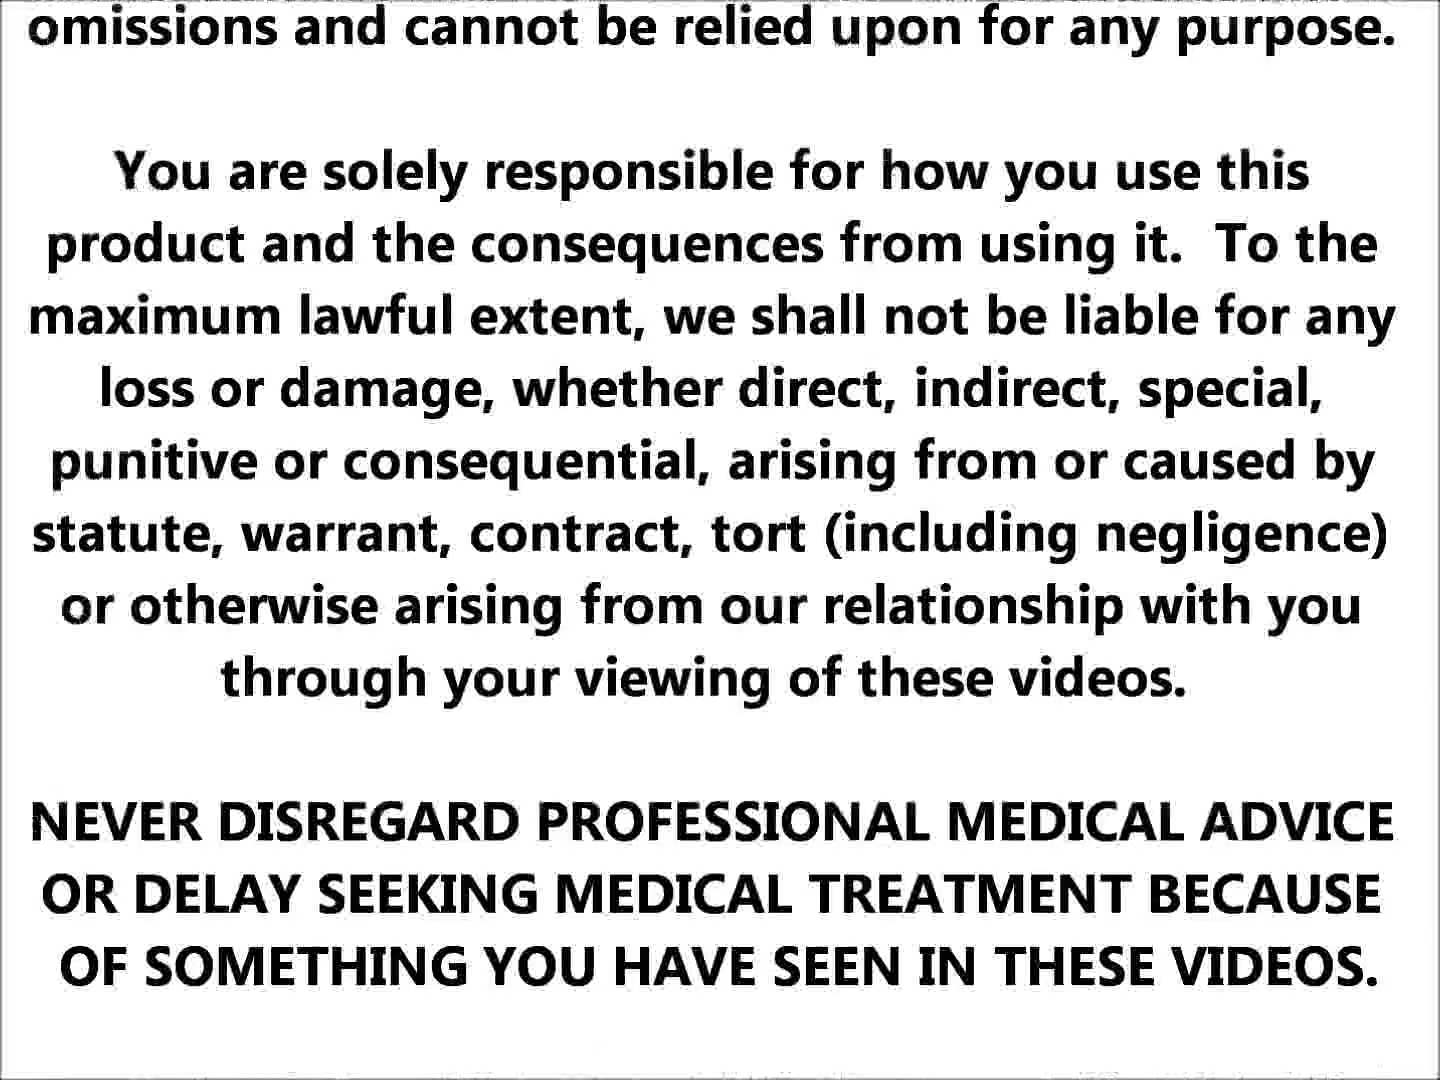 omissions and cannot be relied upon for any purpose.
You are solely responsible for how you use this
product and the consequences from using it.  To the
maximum lawful extent, we shall not be liable for any
loss or damage, whether direct, indirect, special,
punitive or consequential, arising from or caused by
statute, warrant, contract, tort (including negligence)
or otherwise arising from our relationship with you
through your viewing of these videos.
NEVER DISREGARD PROFESSIONAL MEDICAL ADVICE
OR DELAY SEEKING MEDICAL TREATMENT BECAUSE
OF SOMETHING YOU HAVE SEEN IN THESE VIDEOS.